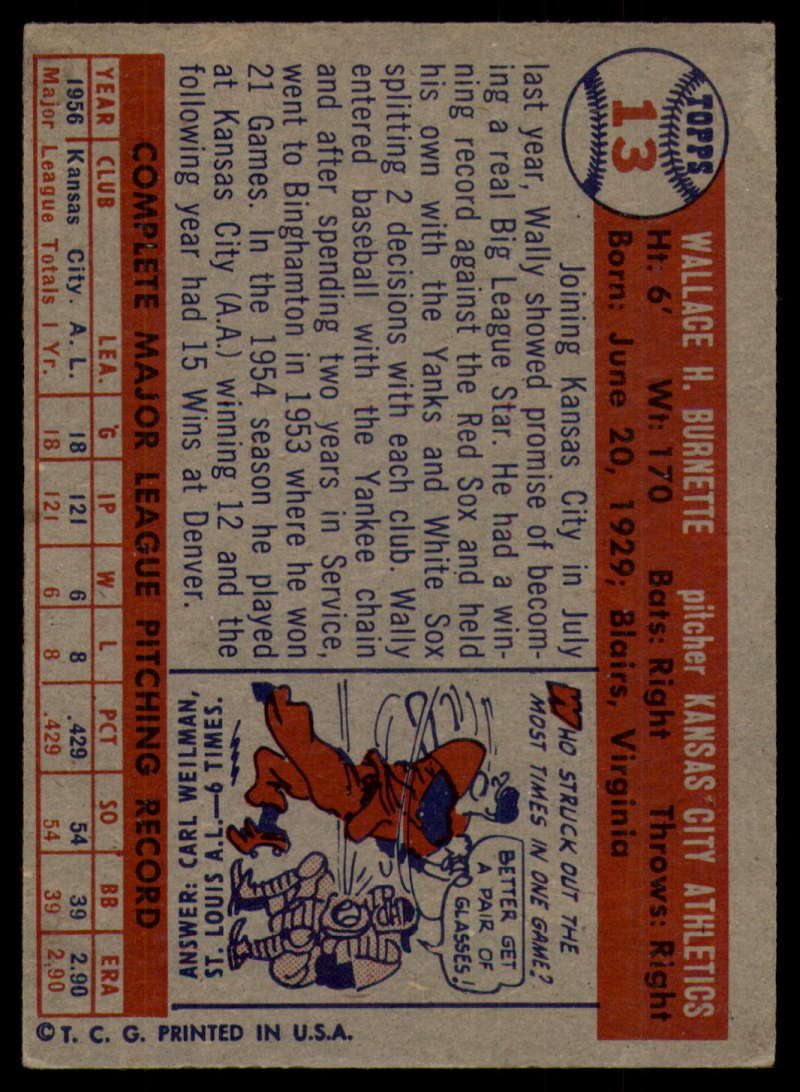 TOPPS
13
WALLACE H. BURNETTE pitcher KANSAS CITY ATHLETICS
Ht: 6' Wt: 170 Bats: Right Throws: Right
Born: June 20, 1929; Blairs, Virginia
Joining Kansas City in July
last year, Wally showed promise of becom-
ing a real Big League Star. He had a win-
ning record against the Red Sox and held
his own with the Yanks and White Sox
splitting 2 decisions with each club. Wally
entered baseball with the Yankee chain
and after spending two years in Service,
went to Binghamton in 1953 where he won
21 Games. In the 1954 season he played
at Kansas City (A.A.) winning 12 and the
following year had 15 Wins at Denver.
WHO STRUCK OUT THE
MOST TIMES IN ONE GAME?
BETTER GET
A PAIR OF
GLASSES!
ANSWER: CARL WEILMAN,
ST. LOUIS A.L.—6 TIMES.
COMPLETE MAJOR LEAGUE PITCHING RECORD
YEAR CLUB LEA. G IP W L PCT SO BB ERA
1956 Kansas City. A. L. 18 121 6 8 .429 54 39 2.90
Major League Totals 1 Yr. 18 121 6 8 .429 54 39 2.90
© T. C. G. PRINTED IN U.S.A.